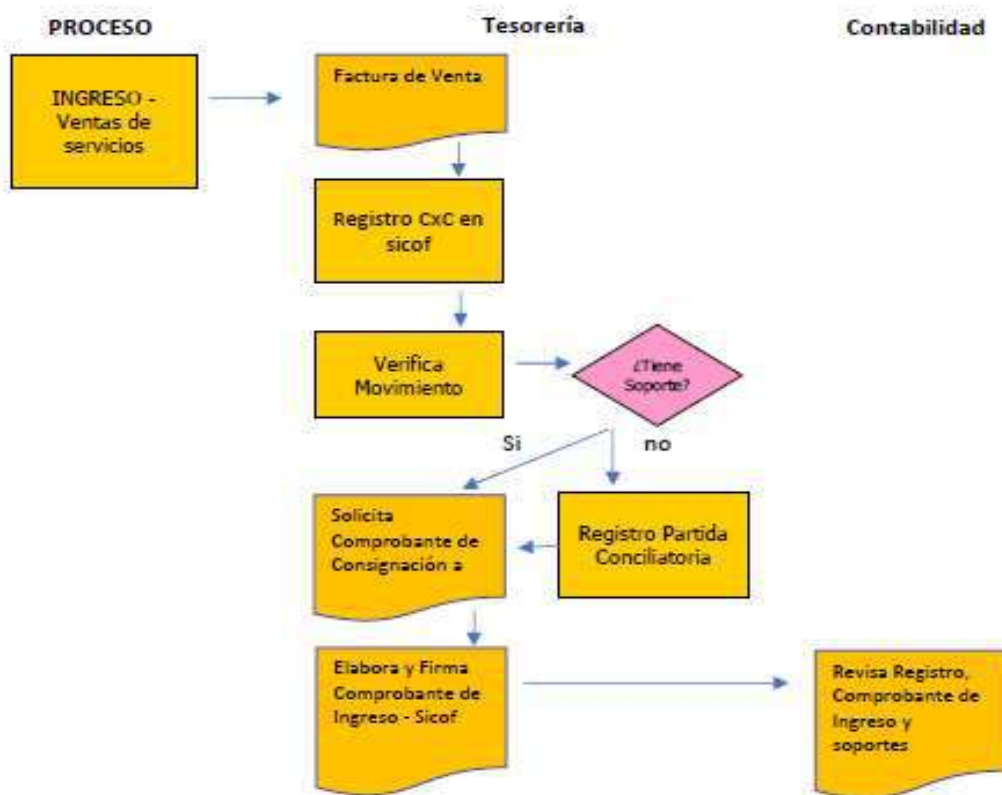 PROCESO
Tesorería
Contabilidad
INGRESO -
Ventas de
servicios
Factura de Venta
Registro CxC en
sicof
Verifica
Movimiento
¿Tiene
Soporte?
Si
no
Solicita
Comprobante de
Consignación a
Registro Partida
Conciliatoria
Elabora y Firma
Comprobante de
Ingreso - Sicof
Revisa Registro,
Comprobante de
Ingreso y
soportes